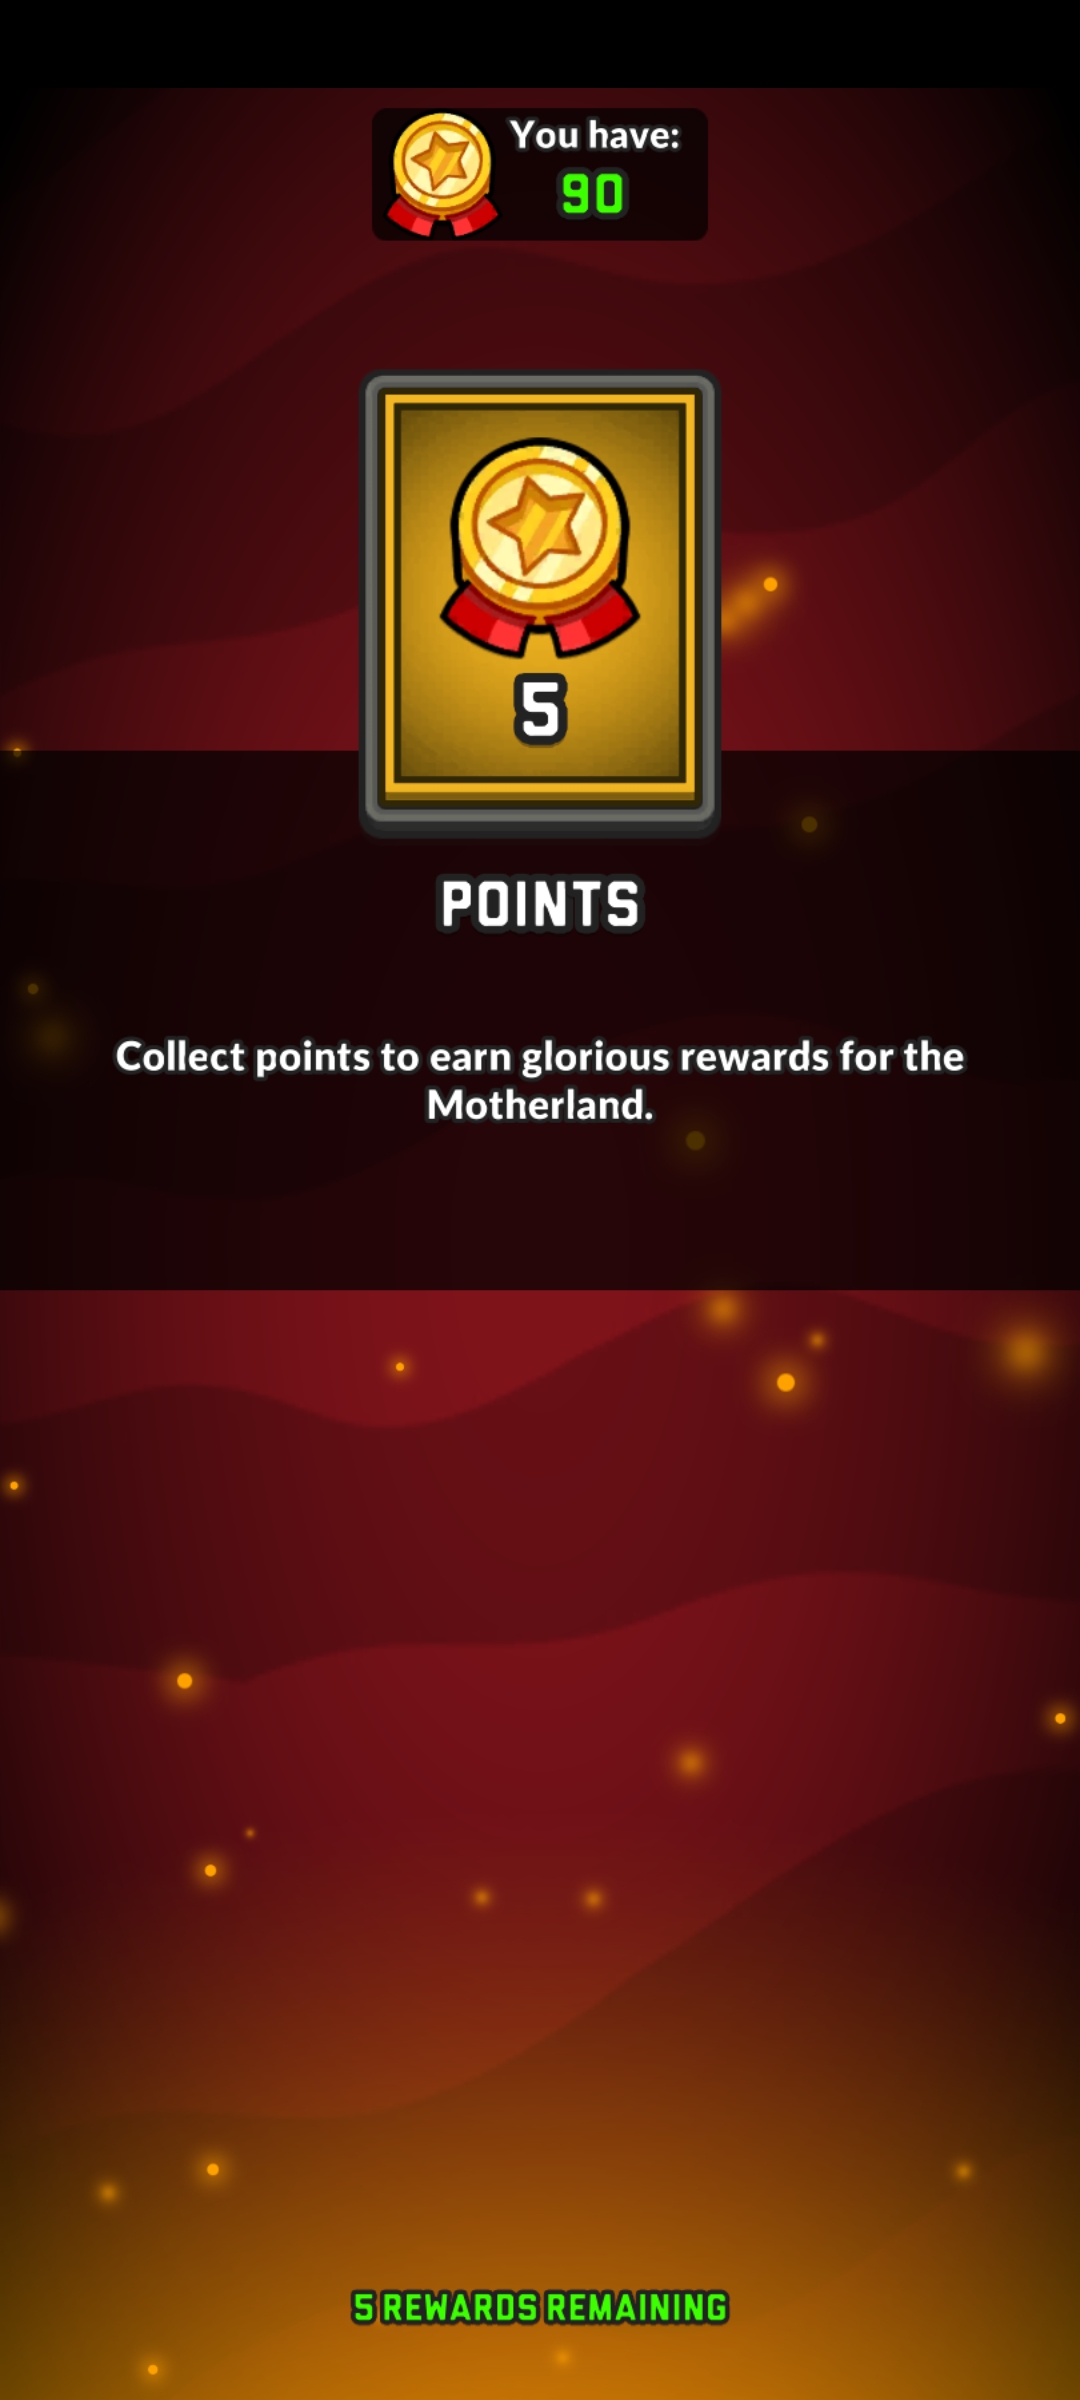 You have:
90
5
POINTS
Collect points to earn glorious rewards for the
Motherland.
5 REWARDS REMAINING